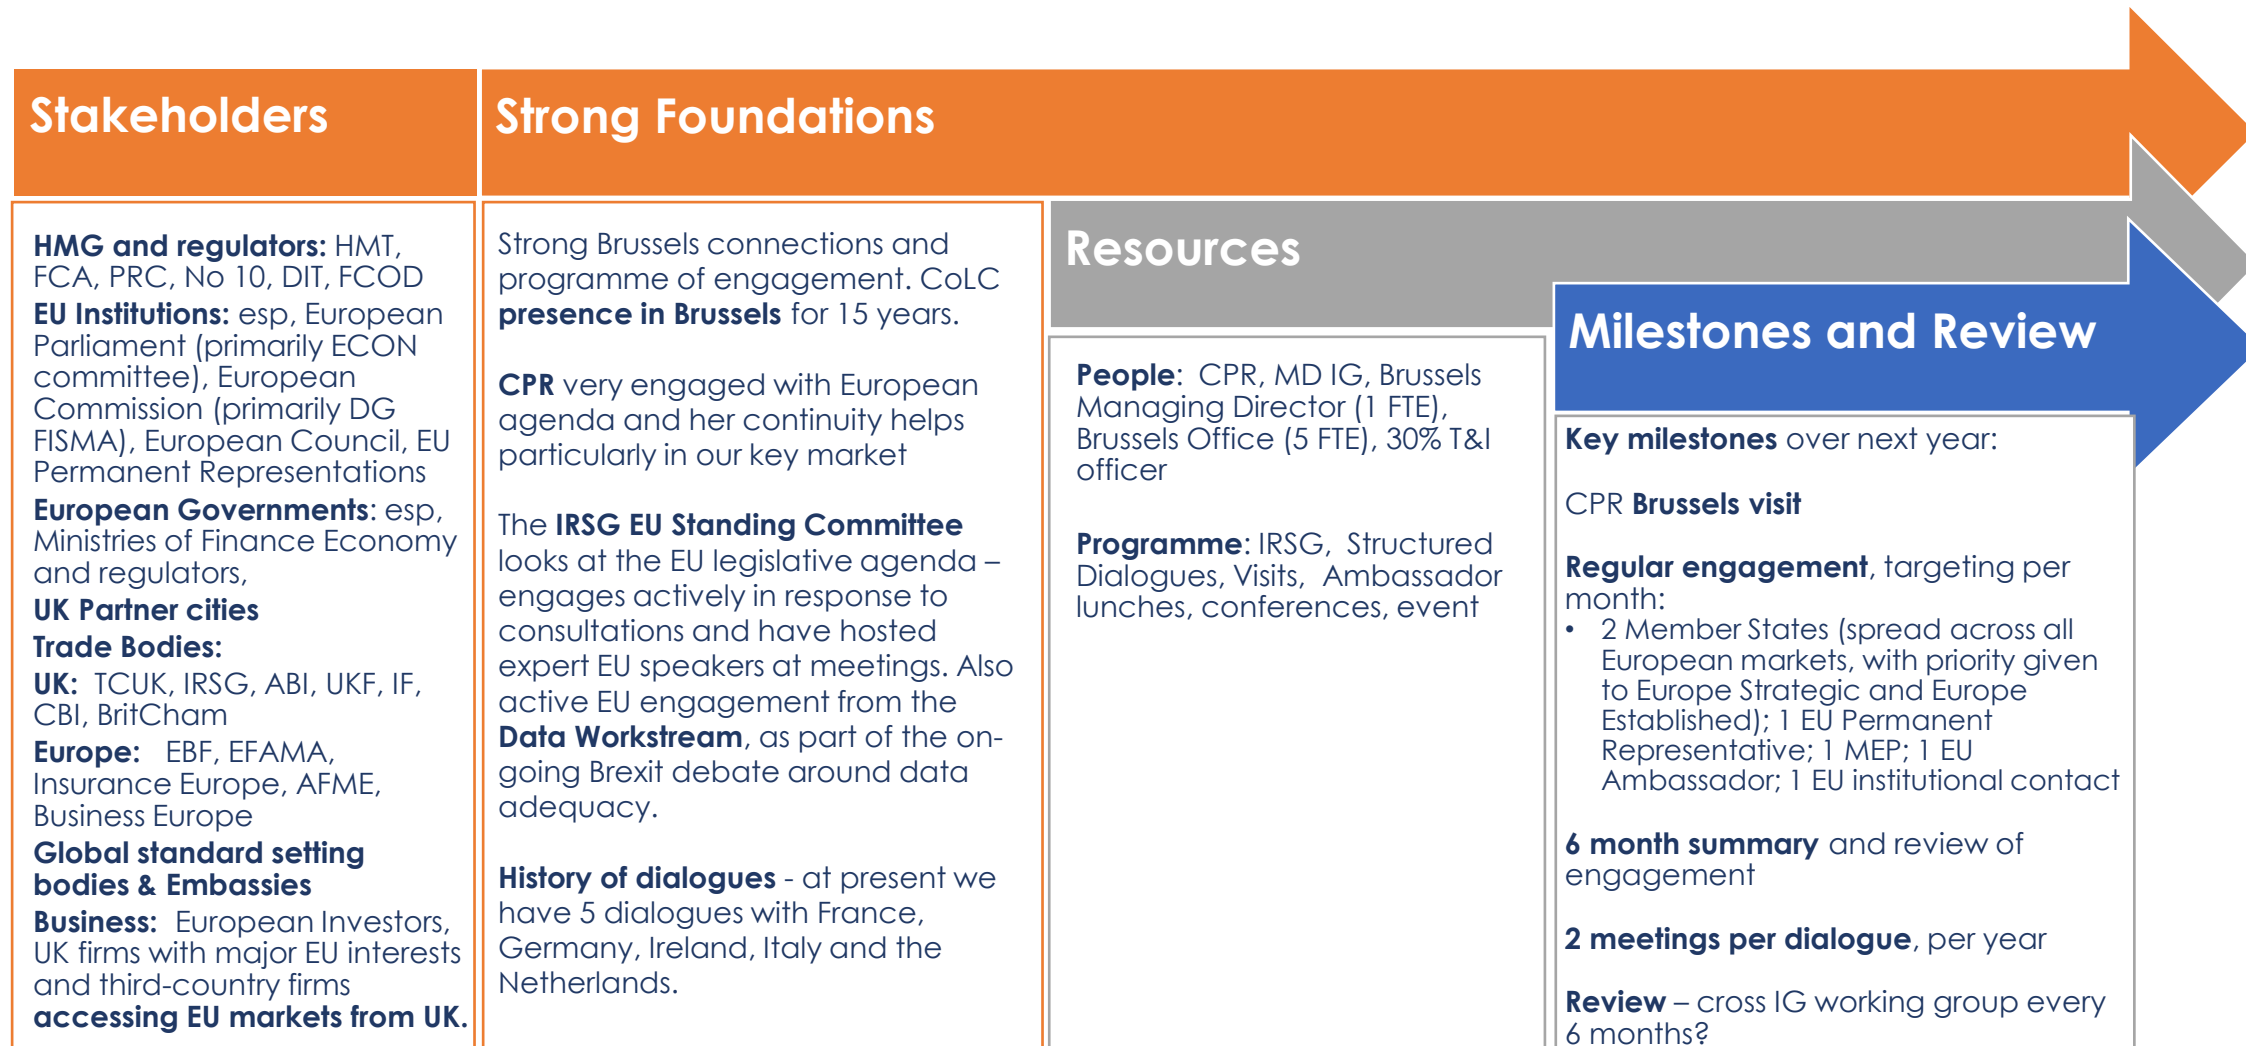 Stakeholders
HMG and regulators: HMT,
FCA, PRC, No 10, DIT, FCOD
EU Institutions: esp, European
Parliament (primarily ECON
committee), European
Commission (primarily DG
FISMA), European Council, EU
Permanent Representations
European Governments: esp,
Ministries of Finance Economy
and regulators,
UK Partner cities
Trade Bodies:
UK: TCUK, IRSG, ABI, UKF, IF,
CBI, BritCham
Europe: EBF, EFAMA,
Insurance Europe, AFME,
Business Europe
Global standard setting
bodies & Embassies
Business: European Investors,
UK firms with major EU interests
and third-country firms
accessing EU markets from UK.
Strong Foundations
Strong Brussels connections and
programme of engagement. CoLC
presence in Brussels for 15 years.
CPR very engaged with European
agenda and her continuity helps
particularly in our key market
The IRSG EU Standing Committee
looks at the EU legislative agenda –
engages actively in response to
consultations and have hosted
expert EU speakers at meetings. Also
active EU engagement from the
Data Workstream, as part of the on-
going Brexit debate around data
adequacy.
History of dialogues - at present we
have 5 dialogues with France,
Germany, Ireland, Italy and the
Netherlands.
Resources
People: CPR, MD IG, Brussels
Managing Director (1 FTE),
Brussels Office (5 FTE), 30% T&I
officer
Programme: IRSG, Structured
Dialogues, Visits, Ambassador
lunches, conferences, event
Milestones and Review
Key milestones over next year:
CPR Brussels visit
Regular engagement, targeting per
month:
• 2 Member States (spread across all
European markets, with priority given
to Europe Strategic and Europe
Established); 1 EU Permanent
Representative; 1 MEP; 1 EU
Ambassador; 1 EU institutional contact
6 month summary and review of
engagement
2 meetings per dialogue, per year
Review – cross IG working group every
6 months?